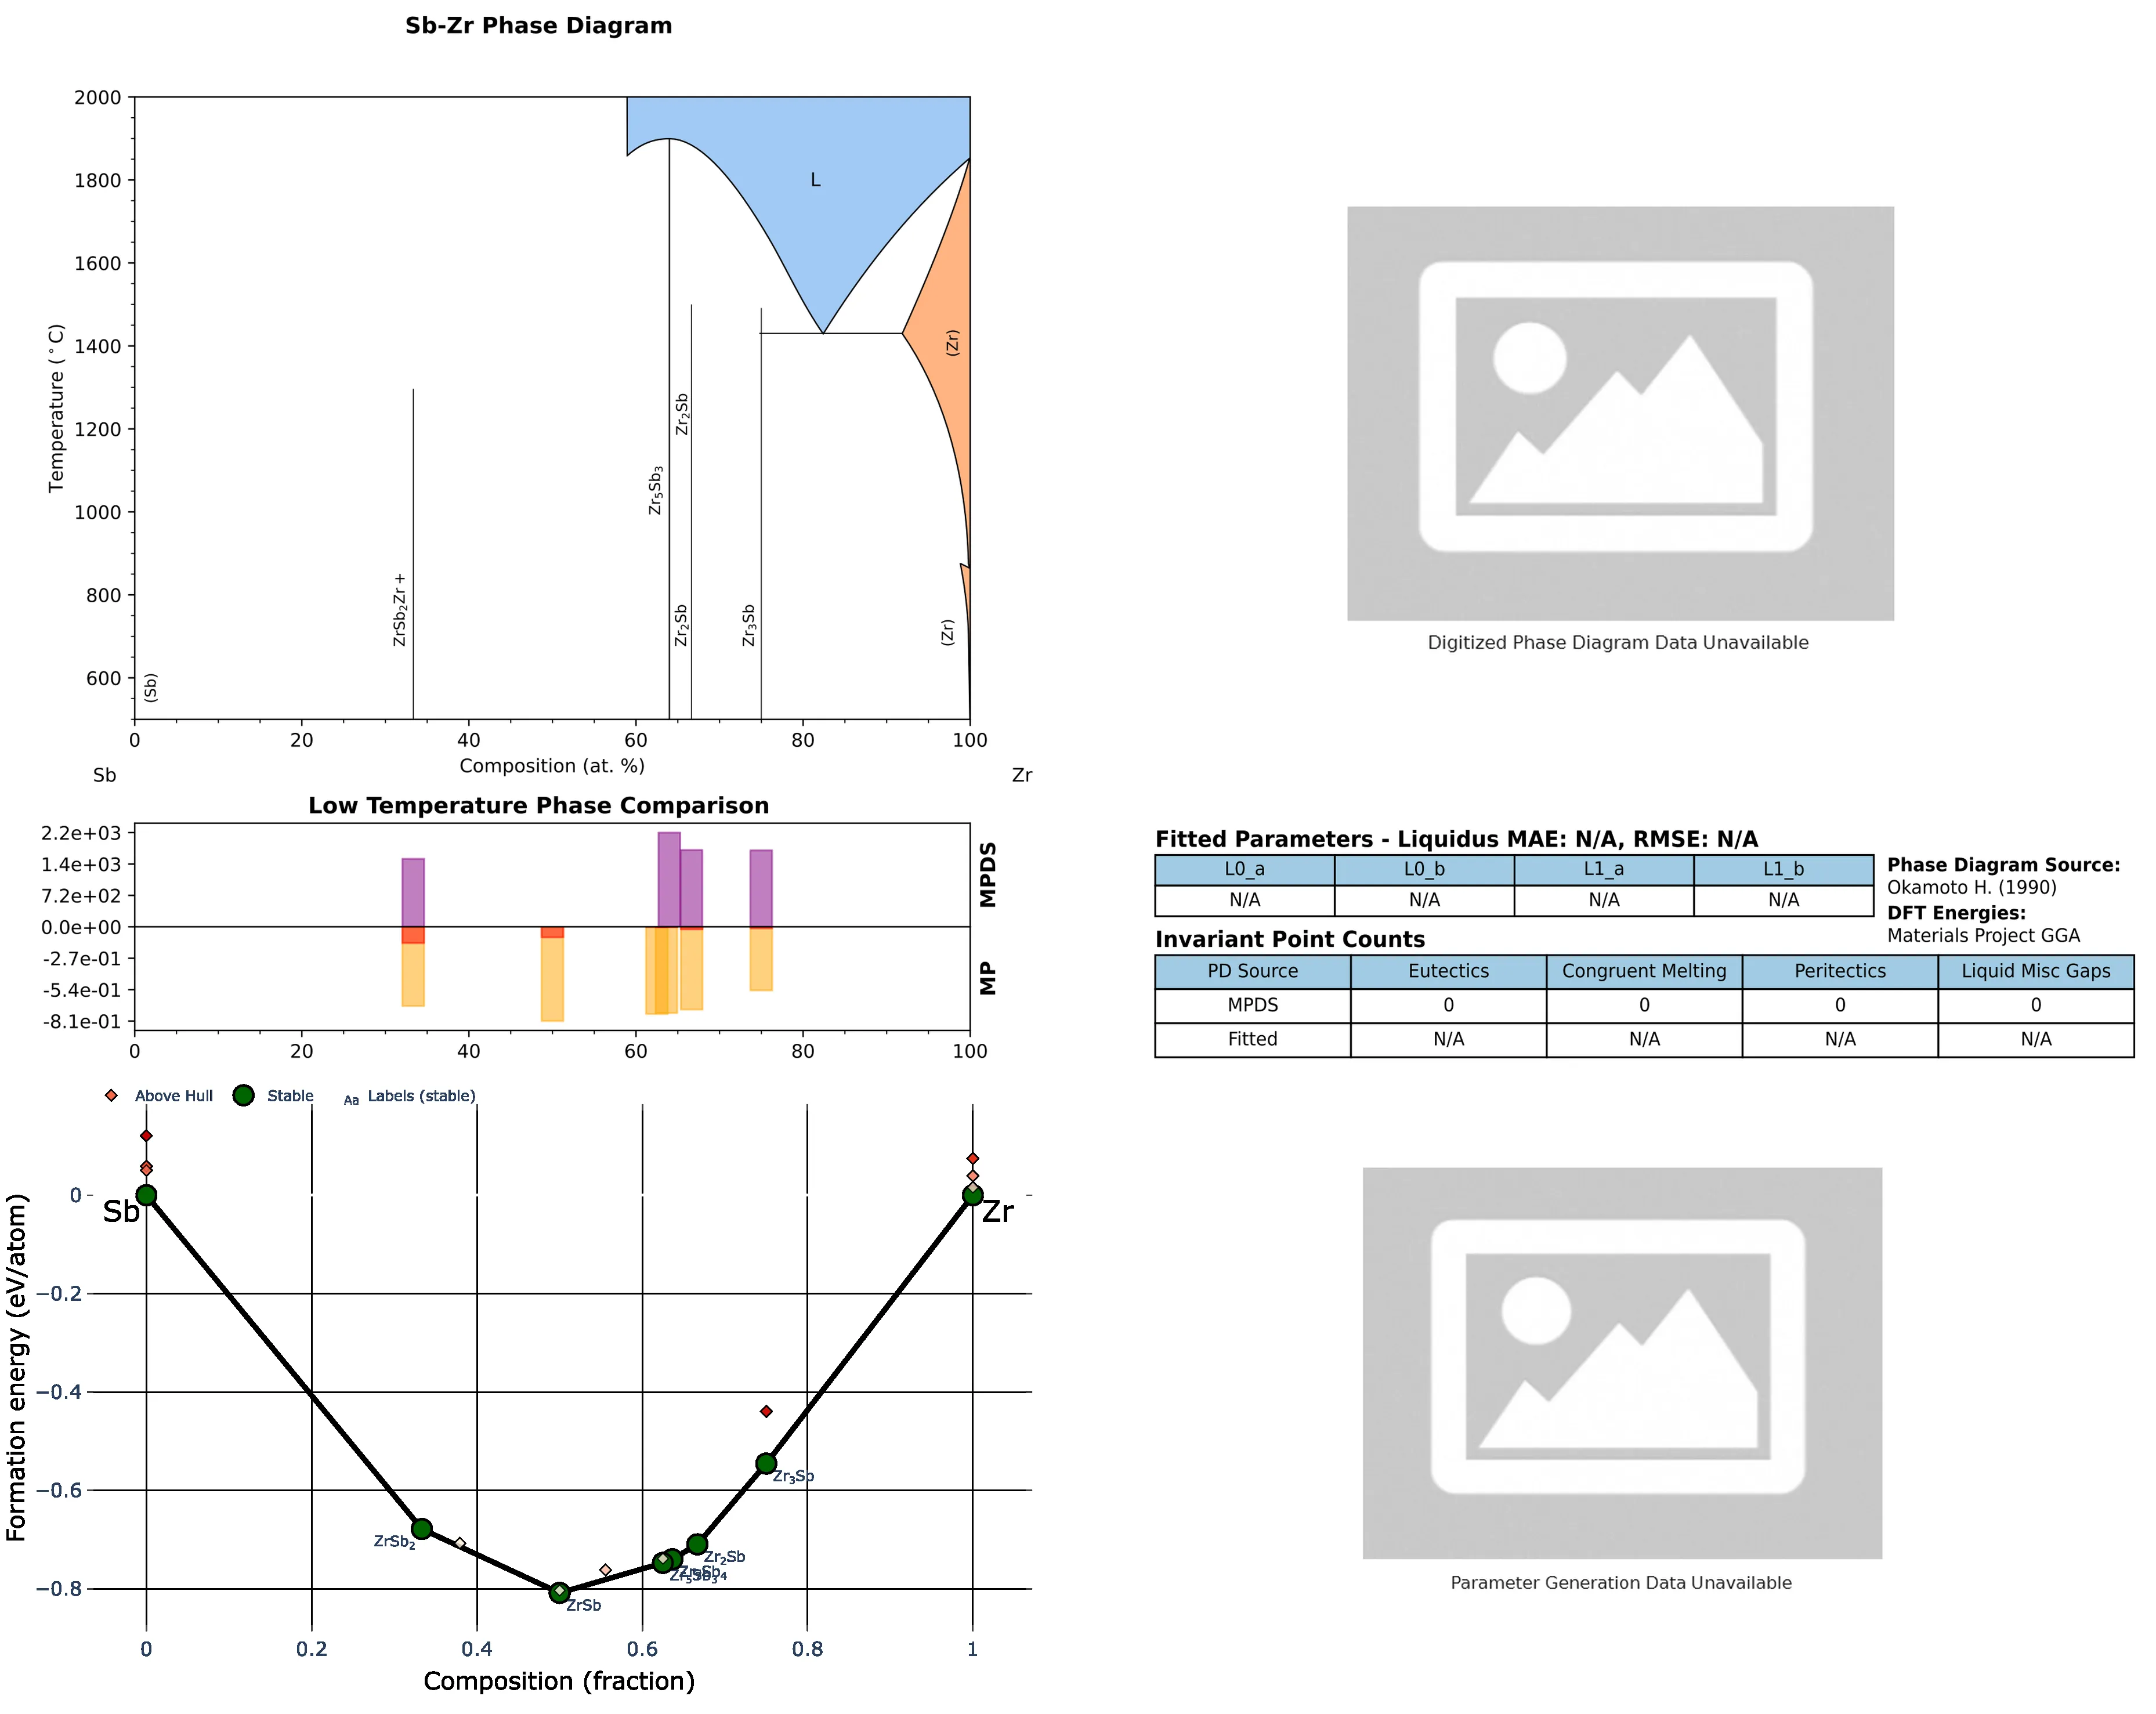 Sb-Zr Phase Diagram
2000
1800
1600
1400
1200
1000
800
600
Temperature (°C)
L
(Zr)
(Zr)
Zr2Sb
Zr5Sb3
ZrSb2Zr +
Zr2Sb
Zr3Sb
(Sb)
0 20 40 60 80 100
Composition (at. %)
Sb Zr
Digitized Phase Diagram Data Unavailable
Low Temperature Phase Comparison
2.2e+03
1.4e+03
7.2e+02
0.0e+00
-2.7e-01
-5.4e-01
-8.1e-01
MPDS
MP
0 20 40 60 80 100
Fitted Parameters - Liquidus MAE: N/A, RMSE: N/A
L0_a L0_b L1_a L1_b
N/A N/A N/A N/A
Phase Diagram Source:
Okamoto H. (1990)
DFT Energies:
Materials Project GGA
Invariant Point Counts
PD Source Eutectics Congruent Melting Peritectics Liquid Misc Gaps
MPDS 0 0 0 0
Fitted N/A N/A N/A N/A
Above Hull Stable Aa Labels (stable)
0
−0.2
−0.4
−0.6
−0.8
Formation energy (eV/atom)
Sb
Zr
Zr3Sb
ZrSb2
Zr2Sb
ZrSb
0 0.2 0.4 0.6 0.8 1
Composition (fraction)
Parameter Generation Data Unavailable